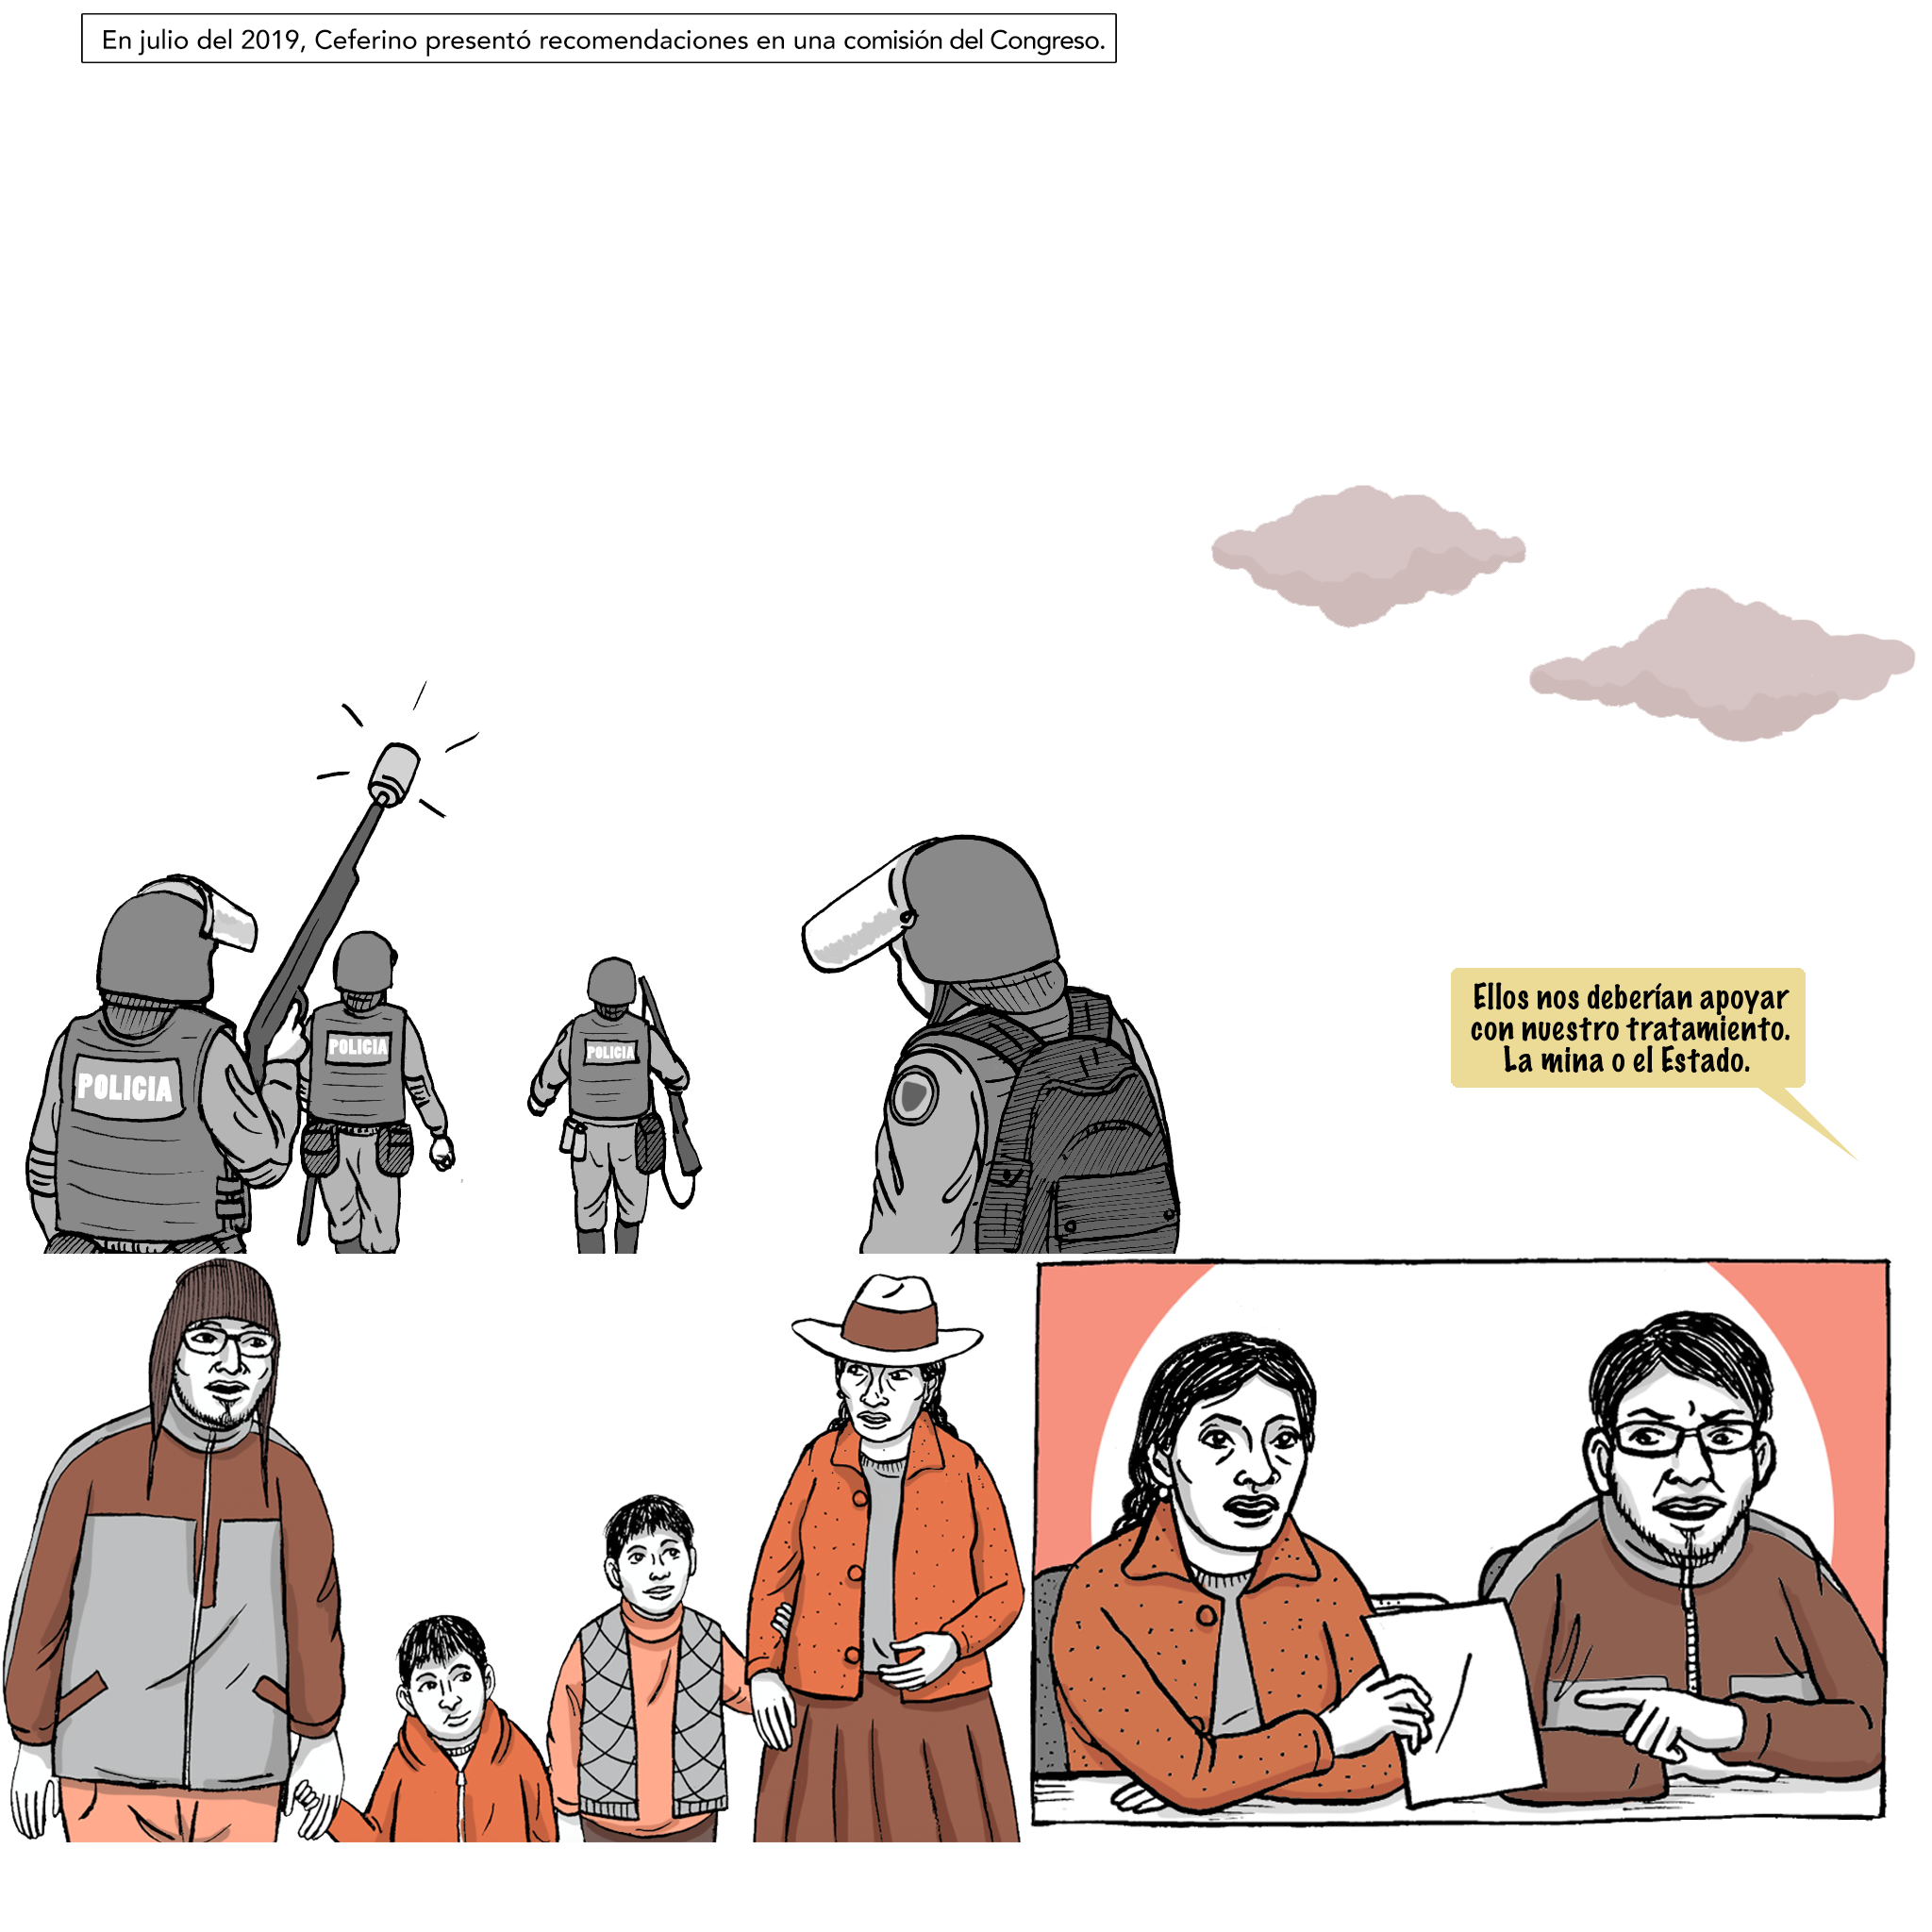 En julio del 2019, Ceferino presentó recomendaciones en una comisión del Congreso.
Ellos nos deberían apoyar
con nuestro tratamiento.
La mina o el Estado.
POLICIA
POLICIA
POLICIA